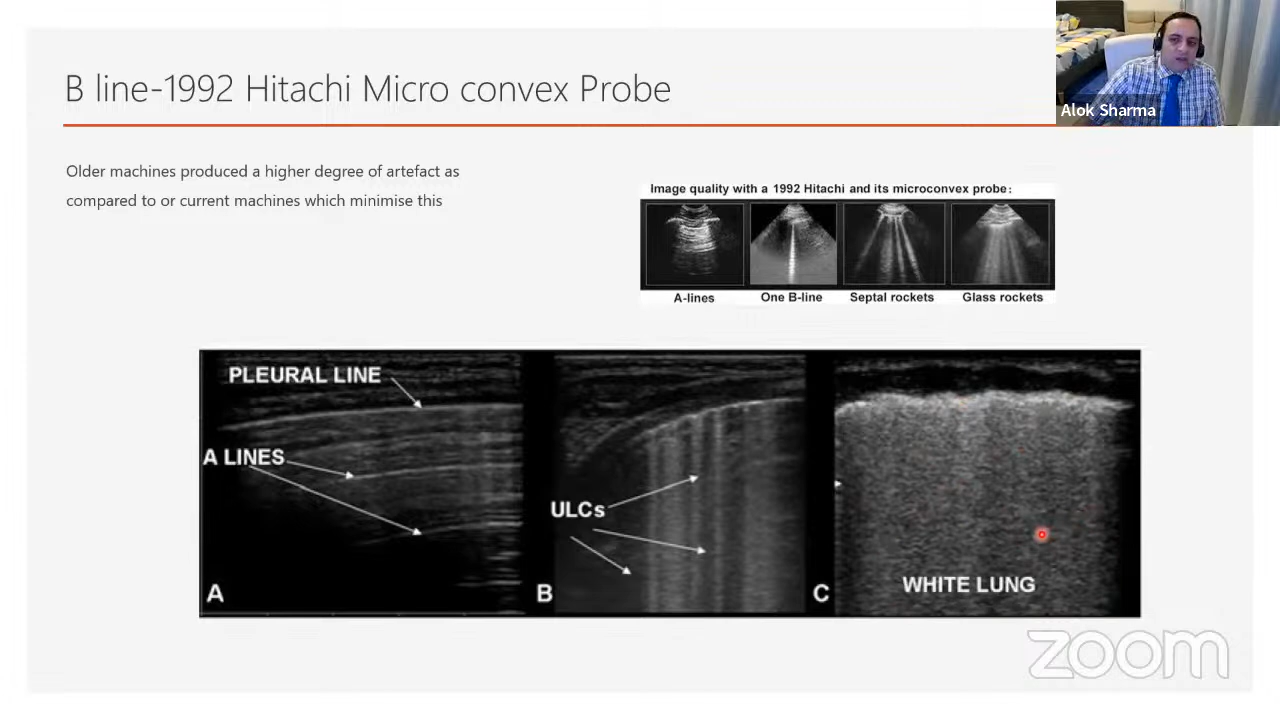 B line-1992 Hitachi Micro convex Probe
Alok Sharma
Older machines produced a higher degree of artefact as
compared to or current machines which minimise this
Image quality with a 1992 Hitachi and its microconvex probe:
A-lines
One B-line
Septal rockets
Glass rockets
PLEURAL LINE
A LINES
A
ULCs
B
WHITE LUNG
C
zoom